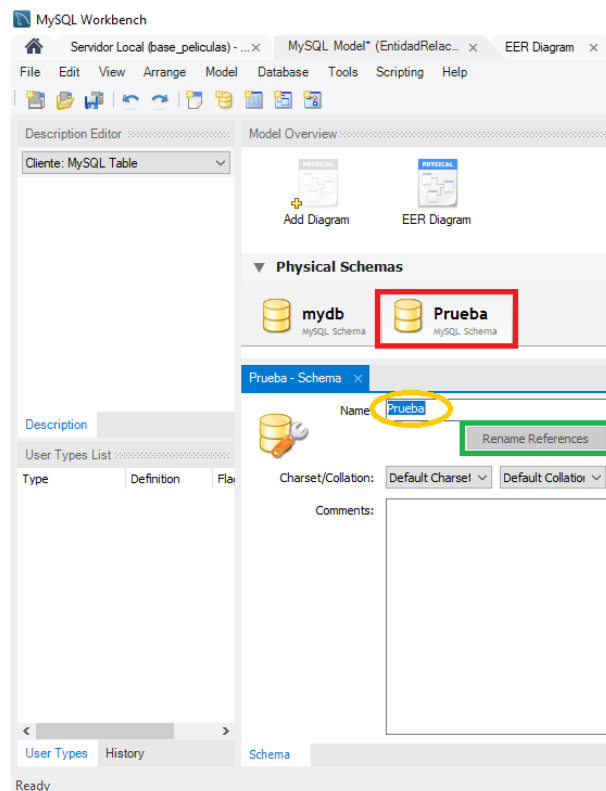 MySQL Workbench
Servidor Local (base_peliculas) - ... ×
MySQL Model* (EntidadRelac... ×
EER Diagram ×
File Edit View Arrange Model Database Tools Scripting Help
Description Editor
Model Overview
Cliente: MySQL Table
PHYSICAL
PHYSICAL
Add Diagram
EER Diagram
Physical Schemas
mydb
MySQL Schema
Prueba
MySQL Schema
Prueba - Schema ×
Name
Prueba
Rename References
Description
User Types List
Type Definition Flag
Charset/Collation:
Default Charset
Default Collation
Comments:
User Types History
Schema
Ready